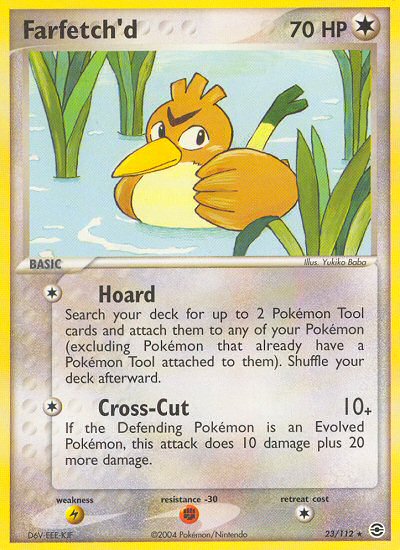 Farfetch'd 70 HP
BASIC
Illus. Yukiko Baba
Hoard
Search your deck for up to 2 Pokémon Tool
cards and attach them to any of your Pokémon
(excluding Pokémon that already have a
Pokémon Tool attached to them). Shuffle your
deck afterward.
Cross-Cut 10+
If the Defending Pokémon is an Evolved
Pokémon, this attack does 10 damage plus 20
more damage.
weakness resistance -30 retreat cost
D6V-EEE-KJF ©2004 Pokémon/Nintendo 23/112 ★